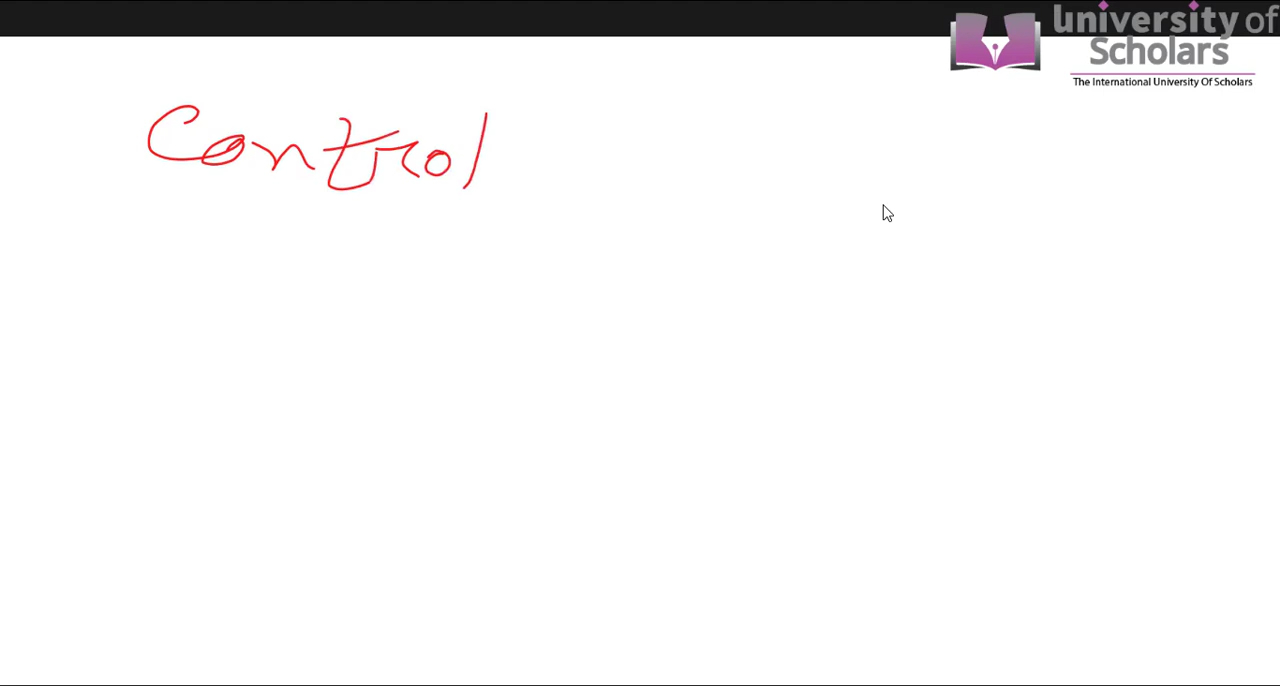 university of
Scholars
The International University Of Scholars
Control